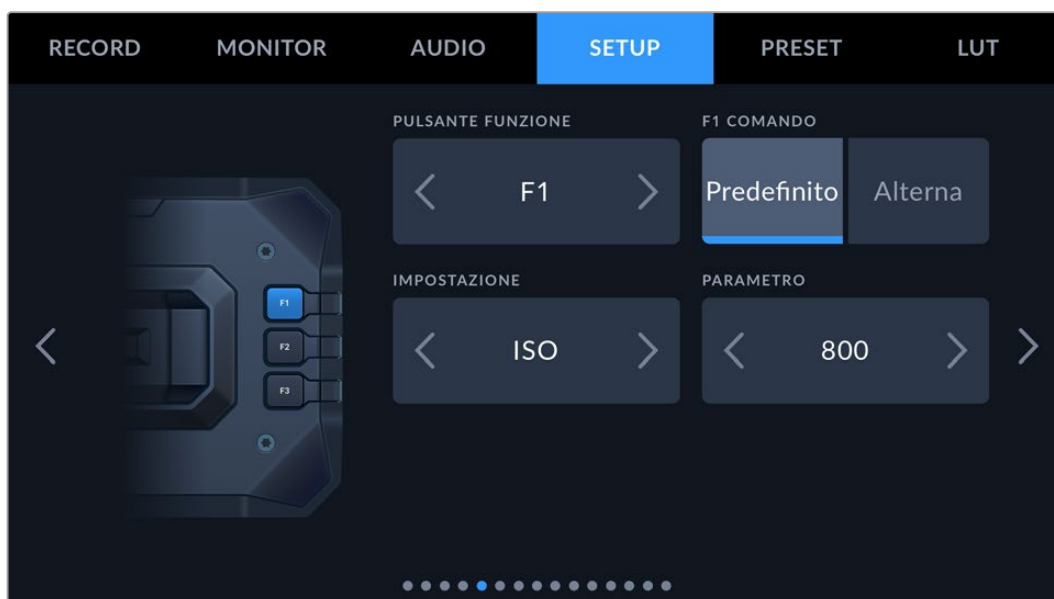 RECORD MONITOR AUDIO SETUP PRESET LUT
PULSANTE FUNZIONE F1 COMANDO
F1 Predefinito Alterna
IMPOSTAZIONE PARAMETRO
ISO 800
F1
F2
F3